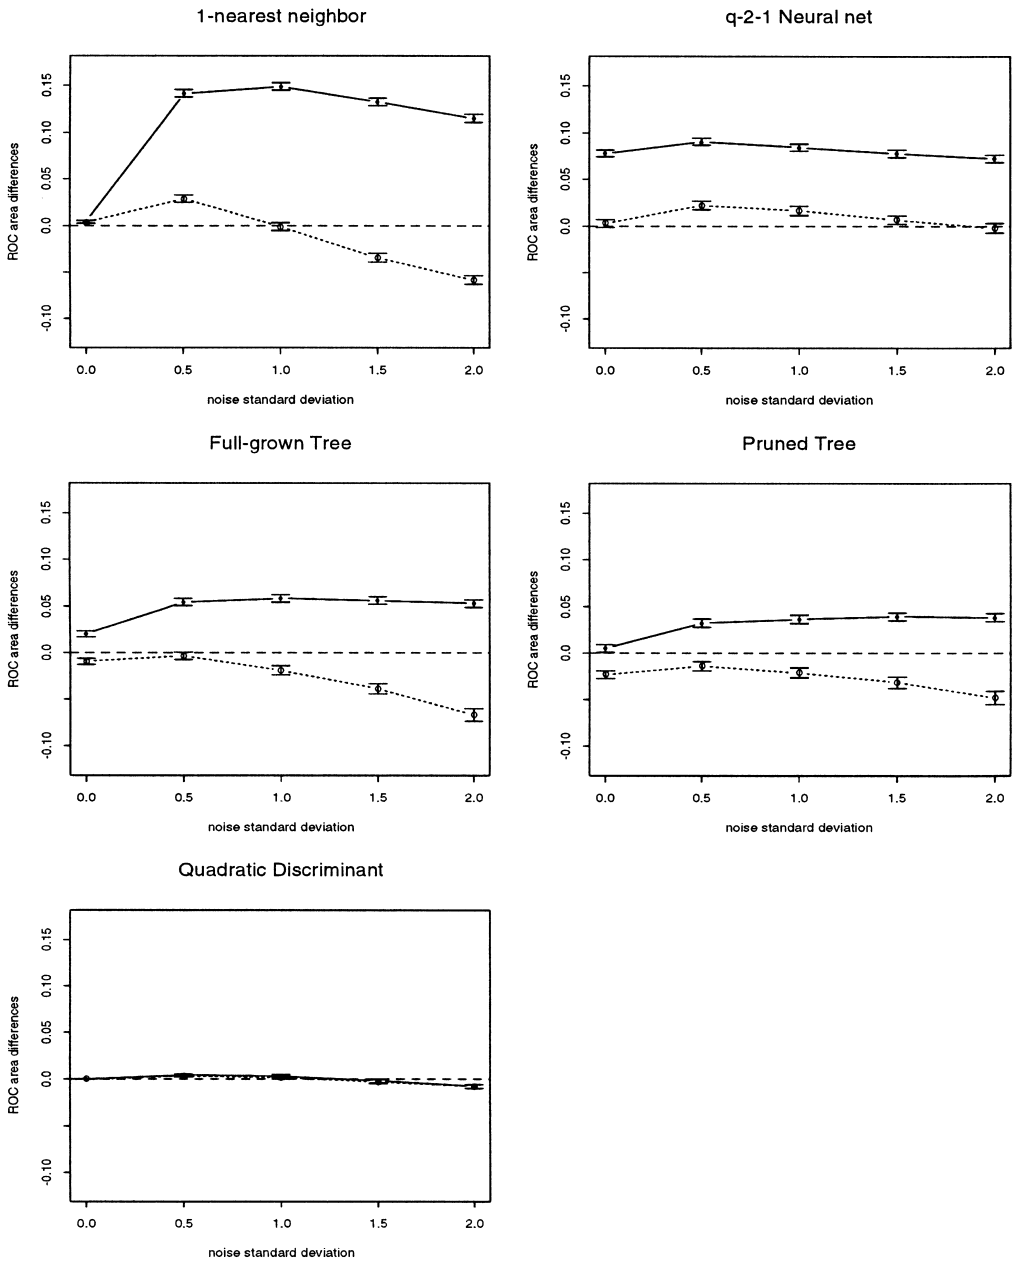 1-nearest neighbor
ROC area differences
0.15
0.10
0.05
0.0
-0.10
0.0 0.5 1.0 1.5 2.0
noise standard deviation
q-2-1 Neural net
ROC area differences
0.15
0.10
0.05
0.0
-0.10
0.0 0.5 1.0 1.5 2.0
noise standard deviation
Full-grown Tree
ROC area differences
0.15
0.10
0.05
0.0
-0.10
0.0 0.5 1.0 1.5 2.0
noise standard deviation
Pruned Tree
ROC area differences
0.15
0.10
0.05
0.0
-0.10
0.0 0.5 1.0 1.5 2.0
noise standard deviation
Quadratic Discriminant
ROC area differences
0.15
0.10
0.05
0.0
-0.10
0.0 0.5 1.0 1.5 2.0
noise standard deviation